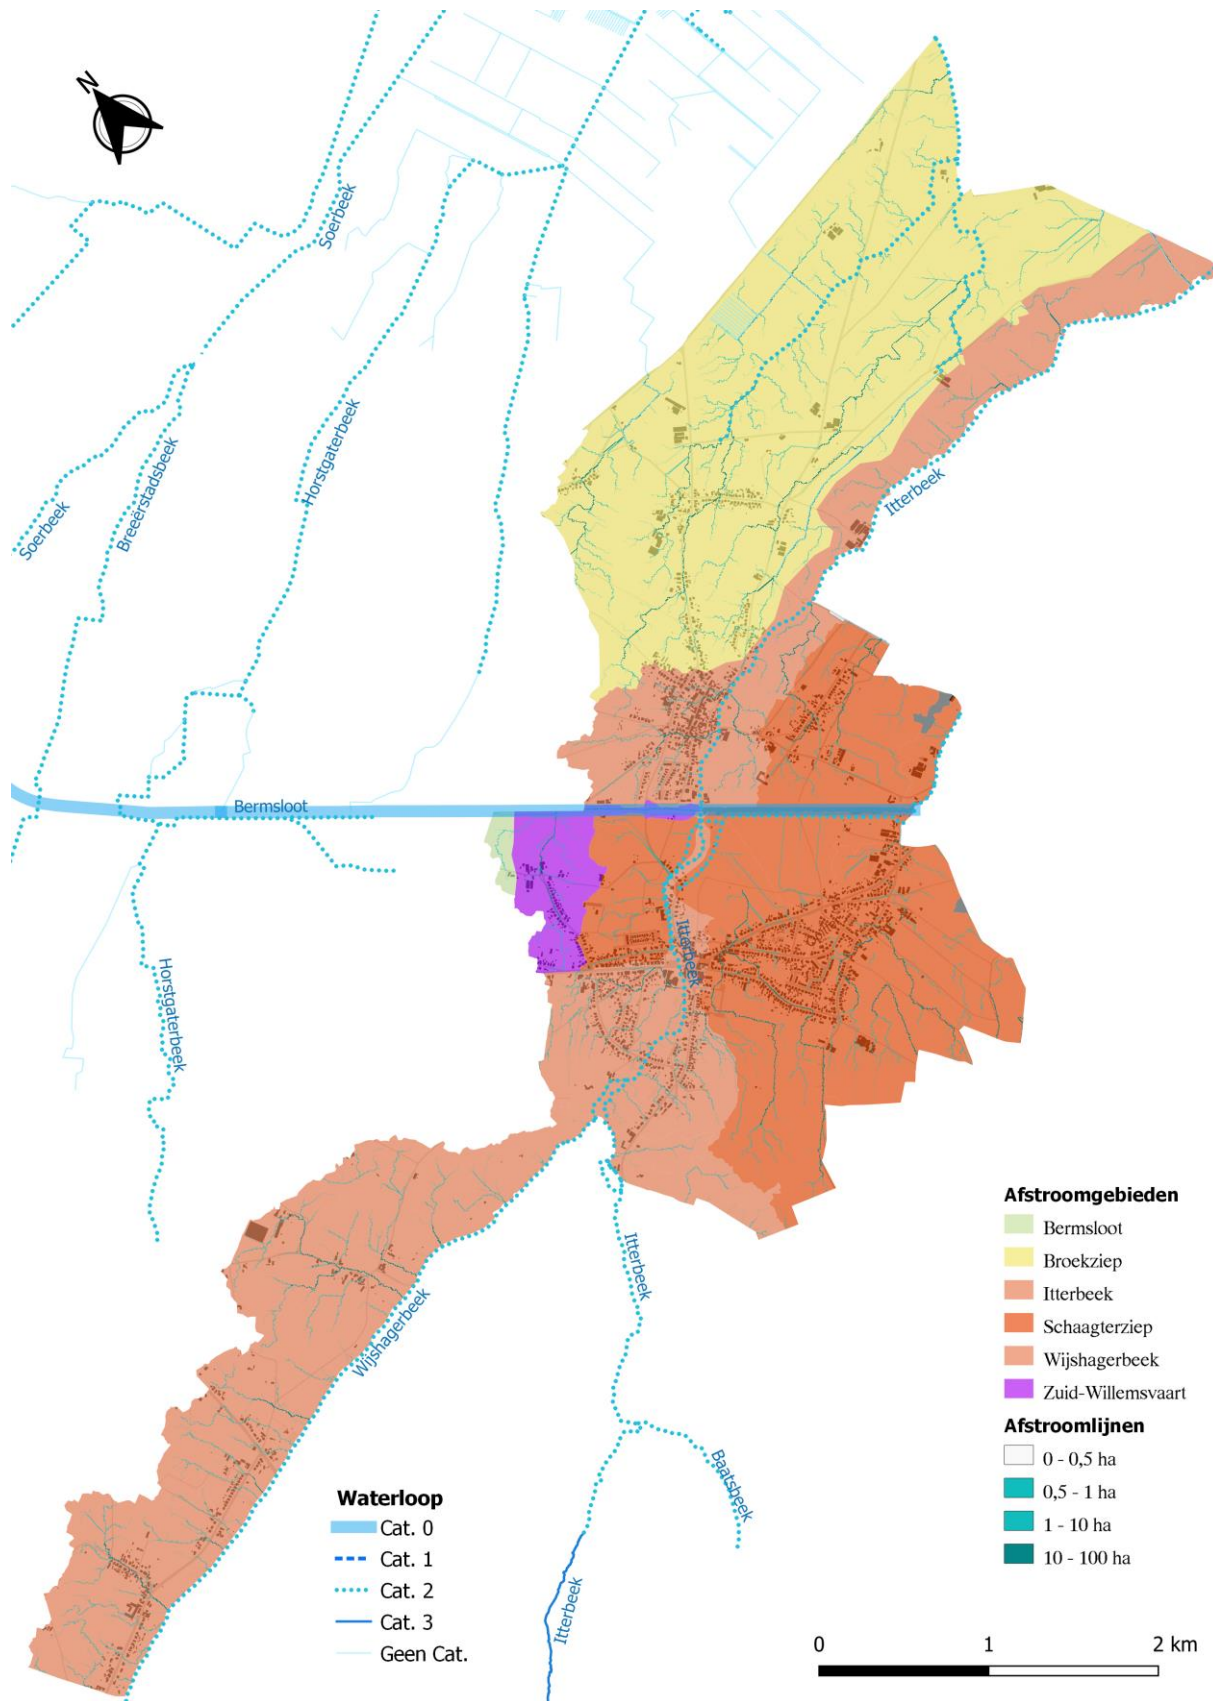 N
Soerbeek
Horstgaterbeek
Breeërstadsbeek
Soerbeek
Itterbeek
Bermsloot
Itterbeek
Horstgaterbeek
Itterbeek
Wijshagerbeek
Baatsbeek
Itterbeek
Afstroomgebieden
Bermsloot
Broekziep
Itterbeek
Schaagterziep
Wijshagerbeek
Zuid-Willemsvaart
Afstroomlijnen
0 - 0,5 ha
0,5 - 1 ha
1 - 10 ha
10 - 100 ha
Waterloop
Cat. 0
Cat. 1
Cat. 2
Cat. 3
Geen Cat.
0 1 2 km